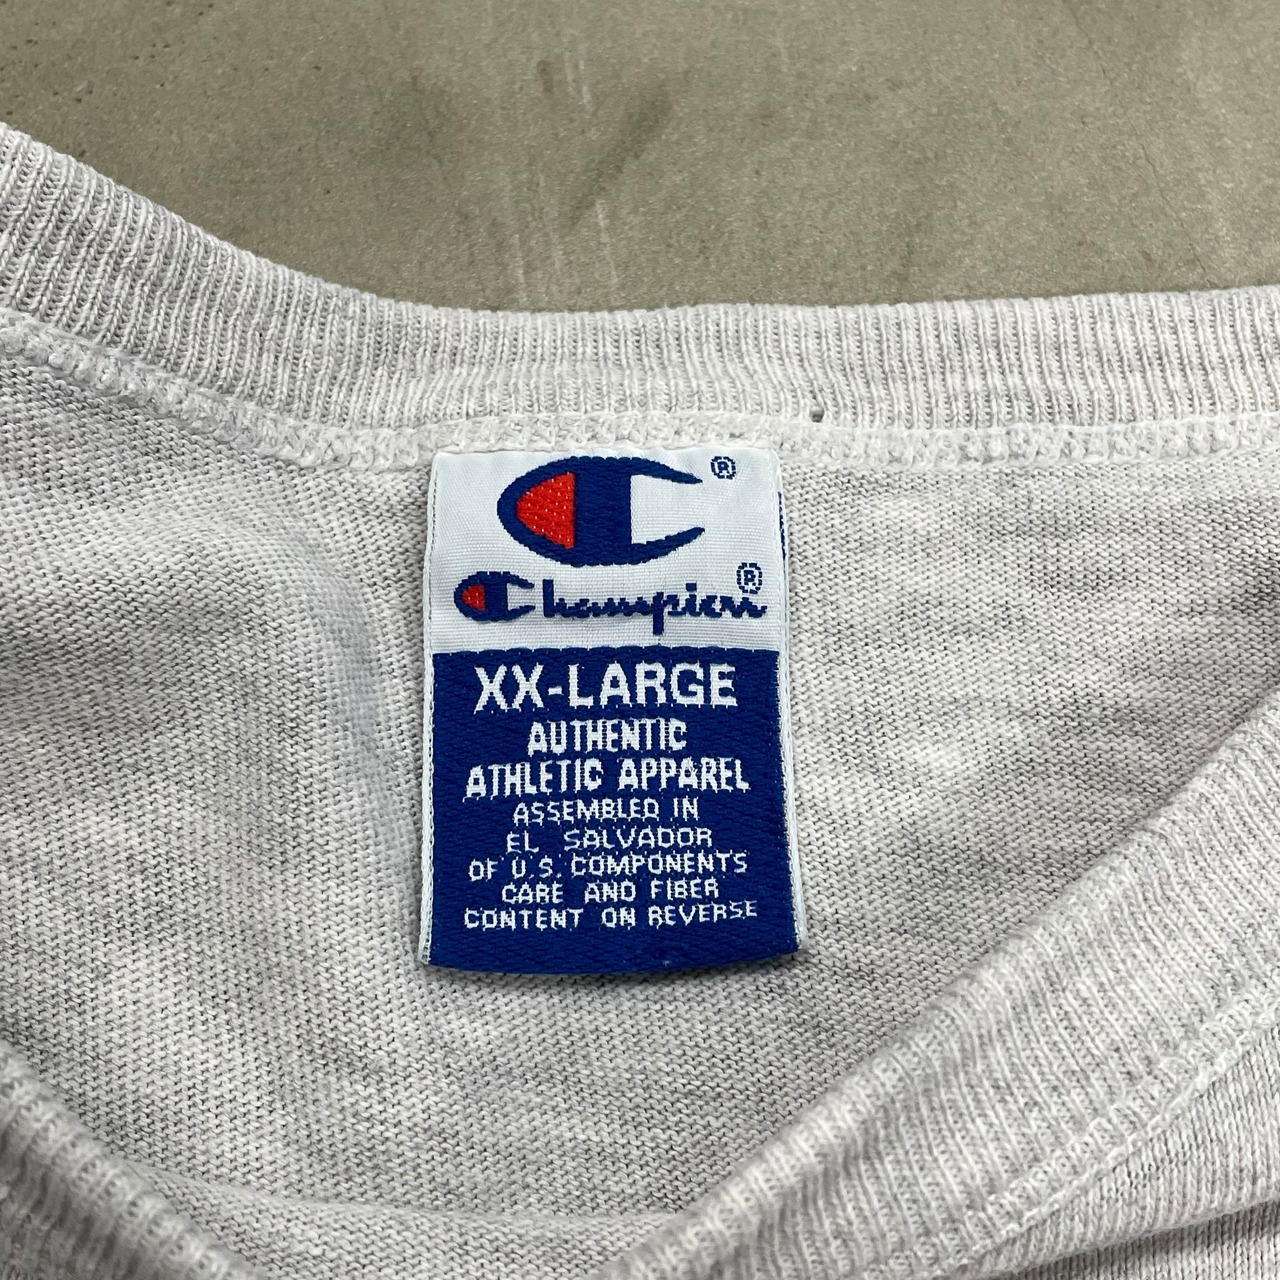 ®
Champion®
XX-LARGE
AUTHENTIC
ATHLETIC APPAREL
ASSEMBLED IN
EL SALVADOR
OF U.S. COMPONENTS
CARE AND FIBER
CONTENT ON REVERSE